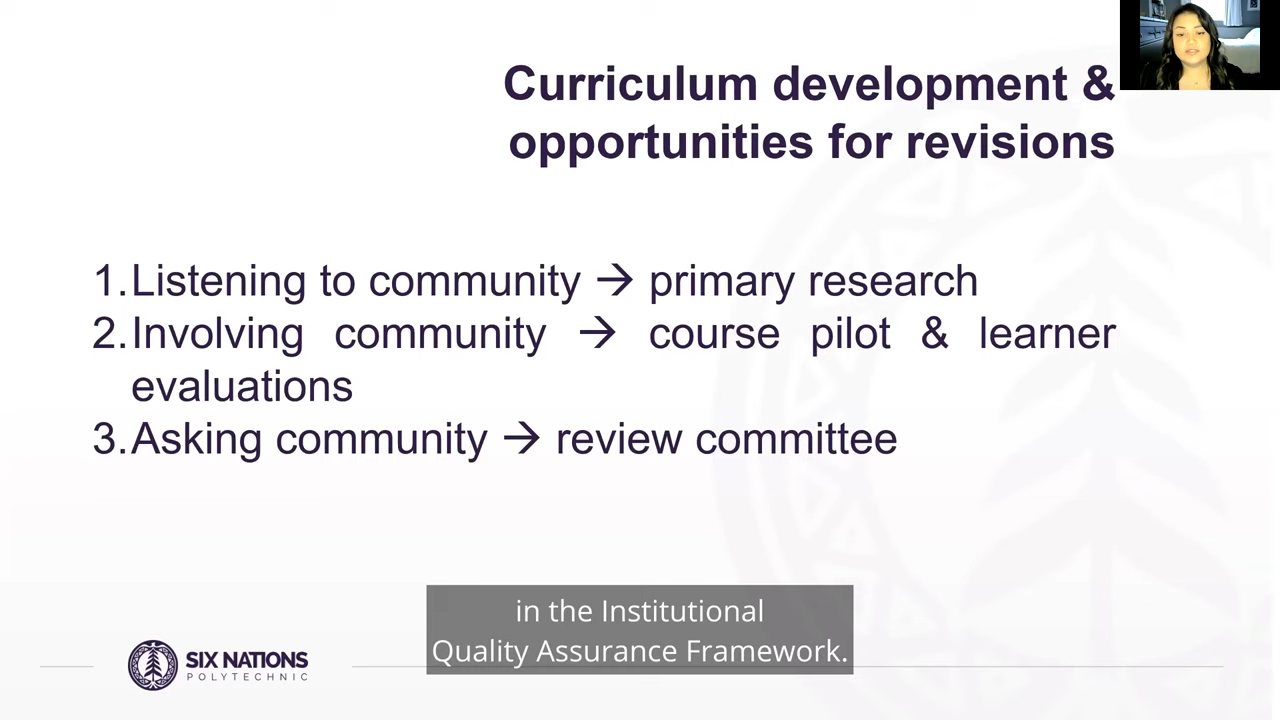 Curriculum development &
opportunities for revisions
1.Listening to community → primary research
2.Involving community → course pilot & learner
evaluations
3.Asking community → review committee
in the Institutional
Quality Assurance Framework.
SIX NATIONS
POLYTECHNIC